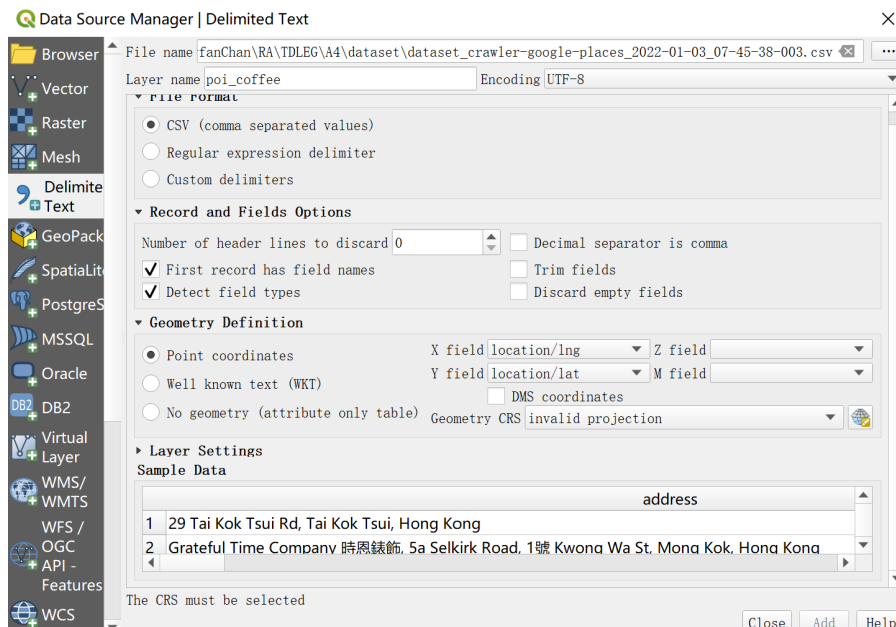 Data Source Manager | Delimited Text
Browser
Vector
Raster
Mesh
Delimite
Text
GeoPack
SpatiaLit
PostgreS
MSSQL
Oracle
DB2
DB2
Virtual
Layer
WMS/
WMTS
WFS /
OGC
API -
Features
WCS
File name fanChan\RA\TDLEG\A4\dataset\dataset_crawler-google-places_2022-01-03_07-45-38-003.csv
Layer name poi_coffee Encoding UTF-8
File Format
CSV (comma separated values)
Regular expression delimiter
Custom delimiters
Record and Fields Options
Number of header lines to discard 0 Decimal separator is comma
First record has field names Trim fields
Detect field types Discard empty fields
Geometry Definition
Point coordinates X field location/lng Z field
Well known text (WKT) Y field location/lat M field
DMS coordinates
No geometry (attribute only table) Geometry CRS invalid projection
Layer Settings
Sample Data
address
1 29 Tai Kok Tsui Rd, Tai Kok Tsui, Hong Kong
2 Grateful Time Company 時恩錶飾, 5a Selkirk Road, 1號 Kwong Wa St, Mong Kok, Hong Kong
The CRS must be selected
Close Add Help